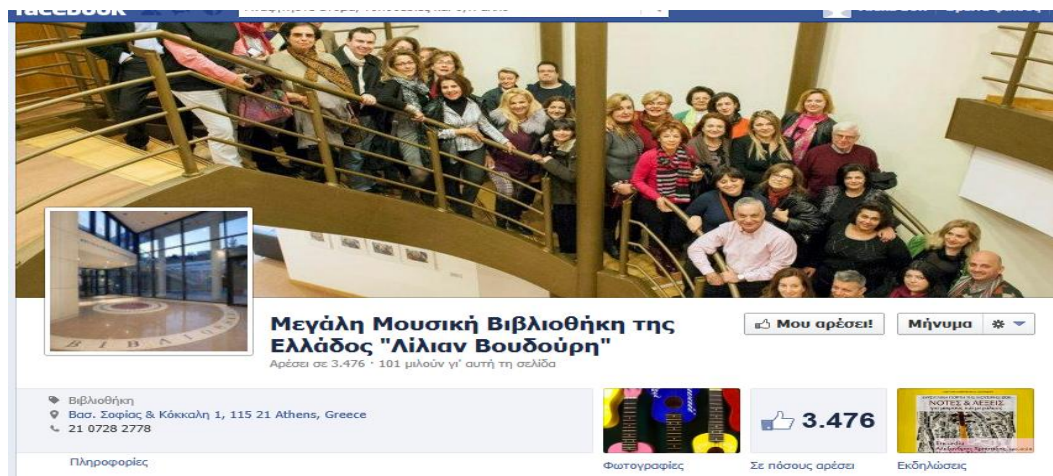 facebook
Μεγάλη Μουσική Βιβλιοθήκη της
Ελλάδος "Λίλιαν Βουδούρη"
Μου αρέσει!
Μήνυμα
Αρέσει σε 3.476 · 101 μιλούν γι' αυτή τη σελίδα
Βιβλιοθήκη
Βασ. Σοφίας & Κόκκαλη 1, 115 21 Athens, Greece
21 0728 2778
3.476
ΝΟΤΕΣ & ΛΕΞΕΙΣ
Πληροφορίες
Φωτογραφίες
Σε πόσους αρέσει
Εκδηλώσεις